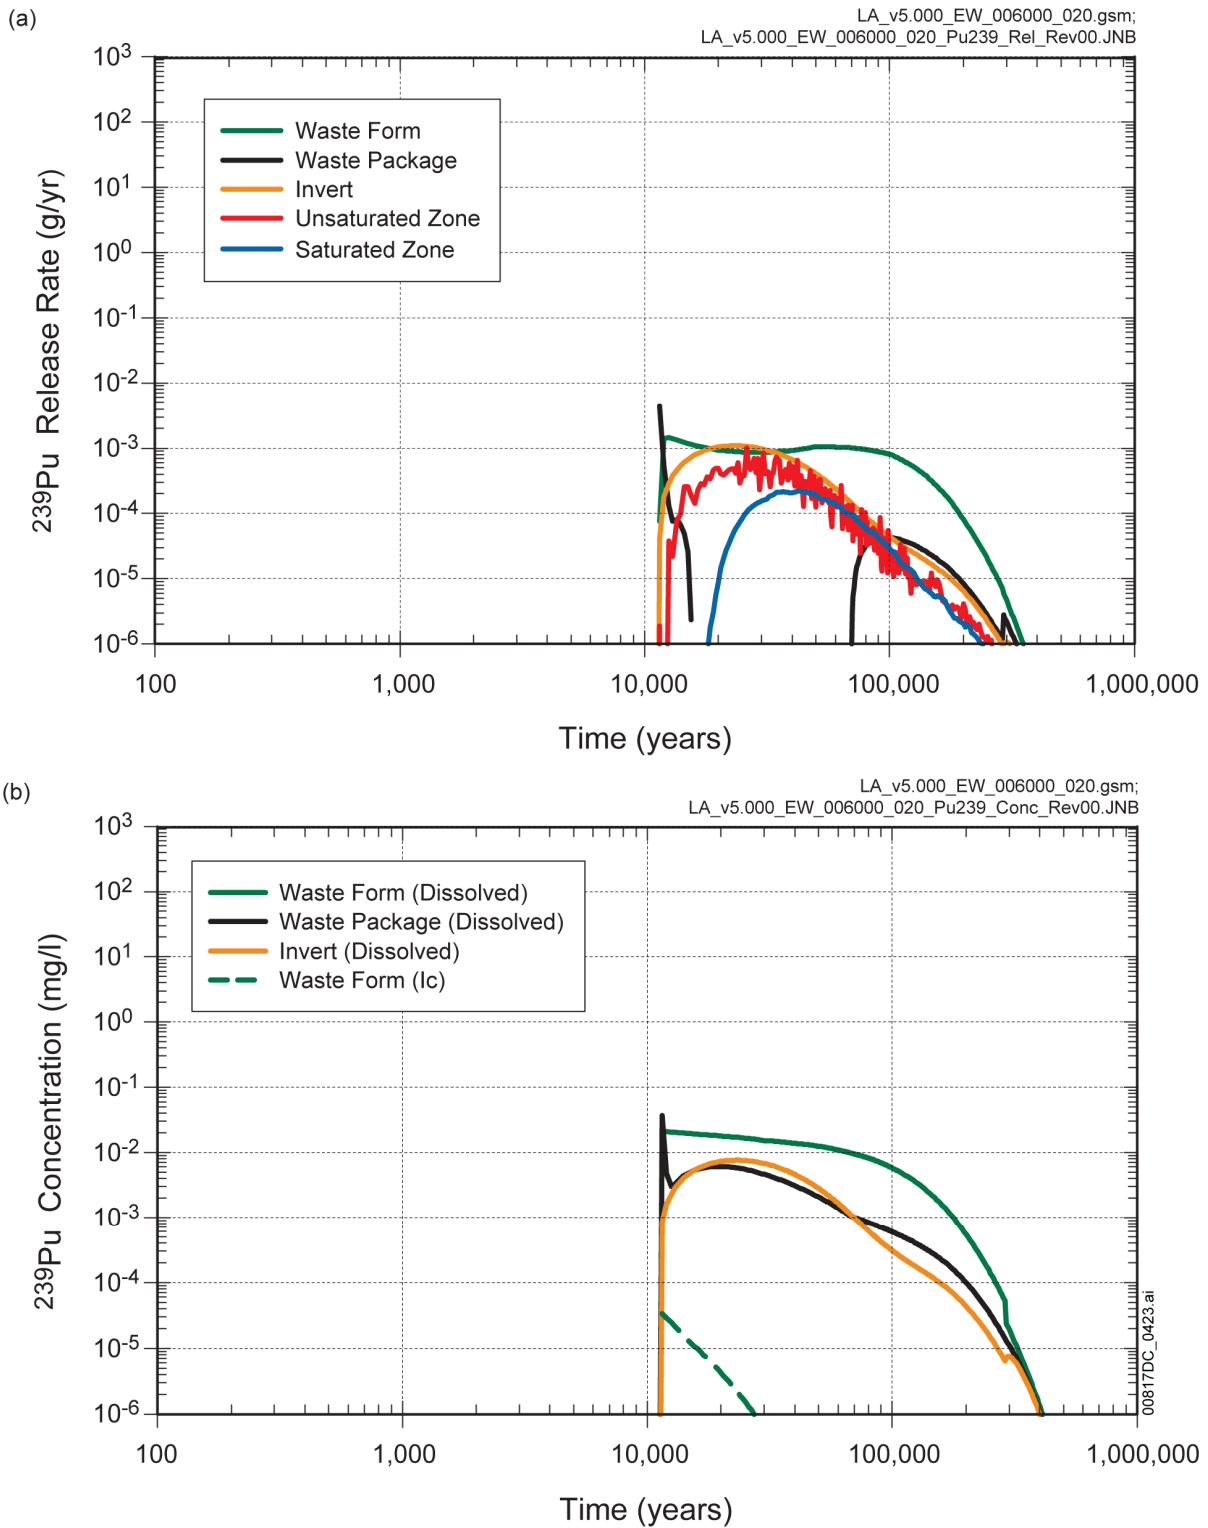 (a)
LA_v5.000_EW_006000_020.gsm;
LA_v5.000_EW_006000_020_Pu239_Rel_Rev00.JNB
10³
10²
10¹
10⁰
10⁻¹
10⁻²
10⁻³
10⁻⁴
10⁻⁵
10⁻⁶
²³⁹Pu Release Rate (g/yr)
Waste Form
Waste Package
Invert
Unsaturated Zone
Saturated Zone
100 1,000 10,000 100,000 1,000,000
Time (years)
(b)
LA_v5.000_EW_006000_020.gsm;
LA_v5.000_EW_006000_020_Pu239_Conc_Rev00.JNB
10³
10²
10¹
10⁰
10⁻¹
10⁻²
10⁻³
10⁻⁴
10⁻⁵
10⁻⁶
²³⁹Pu Concentration (mg/l)
Waste Form (Dissolved)
Waste Package (Dissolved)
Invert (Dissolved)
Waste Form (Ic)
00817DC_0423.ai
100 1,000 10,000 100,000 1,000,000
Time (years)